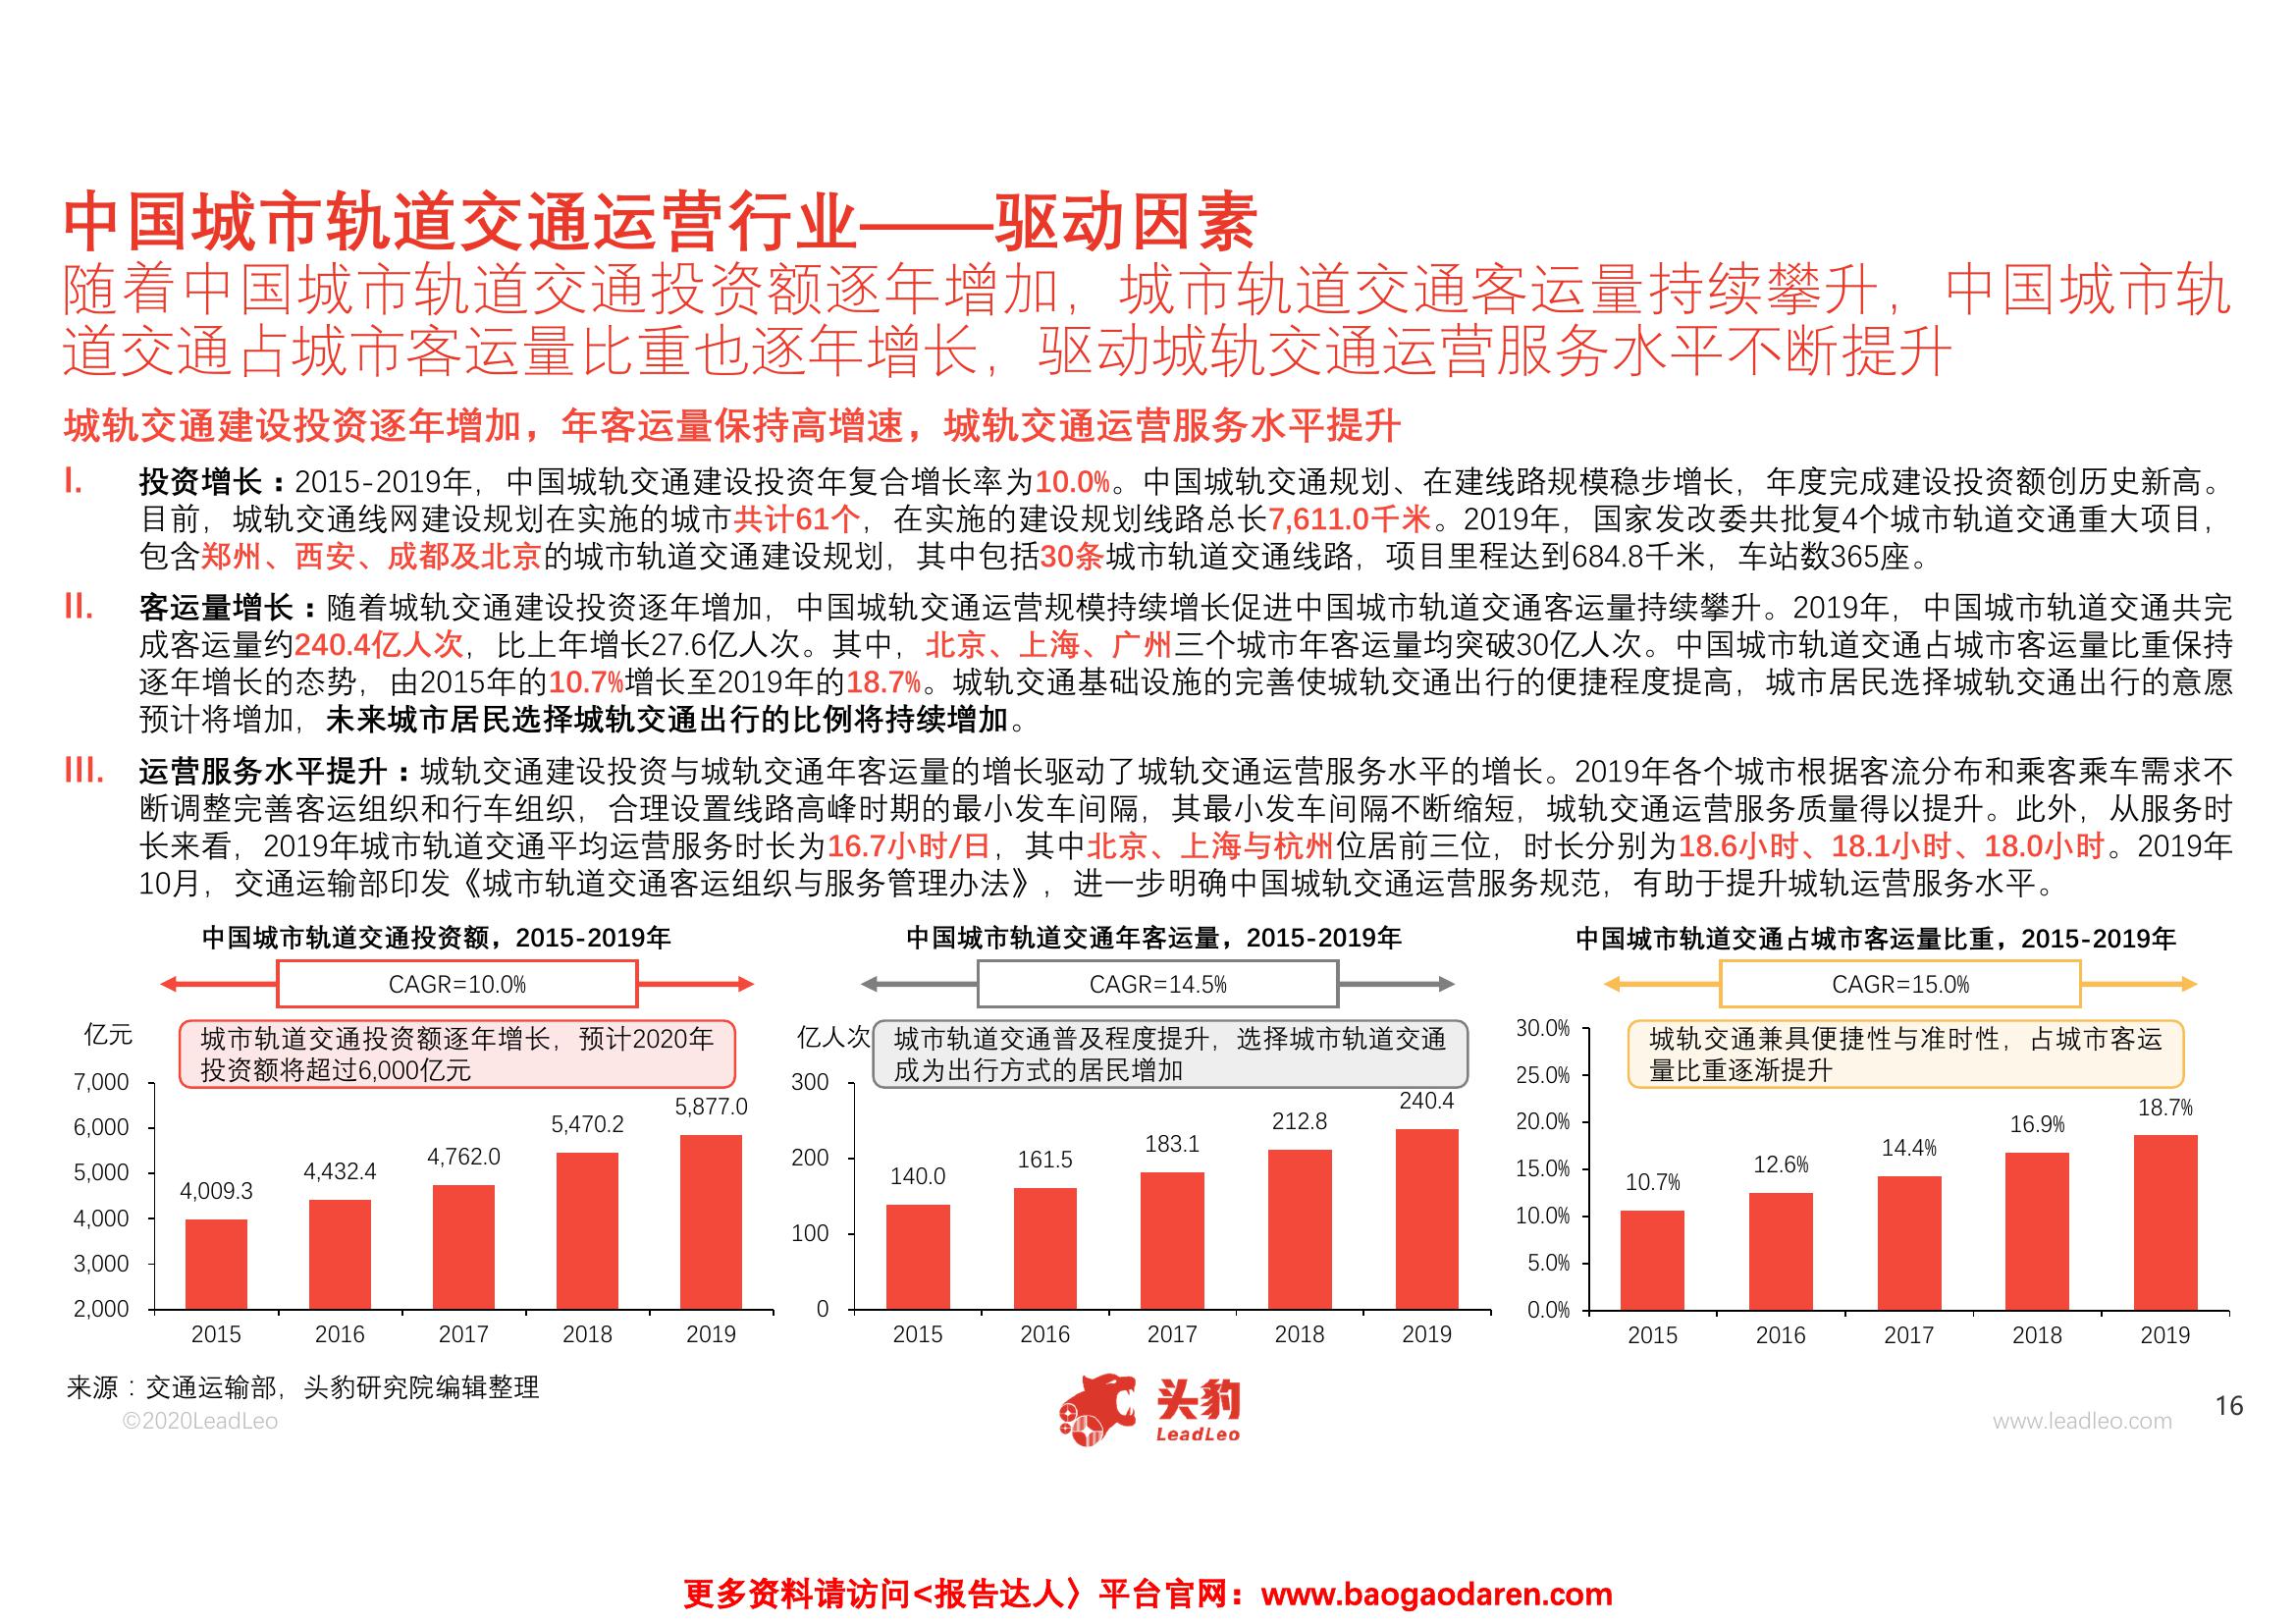 中国城市轨道交通运营行业——驱动因素
随着中国城市轨道交通投资额逐年增加，城市轨道交通客运量持续攀升，中国城市轨
道交通占城市客运量比重也逐年增长，驱动城轨交通运营服务水平不断提升
城轨交通建设投资逐年增加，年客运量保持高增速，城轨交通运营服务水平提升
I. 投资增长：2015-2019年，中国城轨交通建设投资年复合增长率为10.0%。中国城轨交通规划、在建线路规模稳步增长，年度完成建设投资额创历史新高。
目前，城轨交通线网建设规划在实施的城市共计61个，在实施的建设规划线路总长7,611.0千米。2019年，国家发改委共批复4个城市轨道交通重大项目，
包含郑州、西安、成都及北京的城市轨道交通建设规划，其中包括30条城市轨道交通线路，项目里程达到684.8千米，车站数365座。
II. 客运量增长：随着城轨交通建设投资逐年增加，中国城轨交通运营规模持续增长促进中国城市轨道交通客运量持续攀升。2019年，中国城市轨道交通共完
成客运量约240.4亿人次，比上年增长27.6亿人次。其中，北京、上海、广州三个城市年客运量均突破30亿人次。中国城市轨道交通占城市客运量比重保持
逐年增长的态势，由2015年的10.7%增长至2019年的18.7%。城轨交通基础设施的完善使城轨交通出行的便捷程度提高，城市居民选择城轨交通出行的意愿
预计将增加，未来城市居民选择城轨交通出行的比例将持续增加。
III. 运营服务水平提升：城轨交通建设投资与城轨交通年客运量的增长驱动了城轨交通运营服务水平的增长。2019年各个城市根据客流分布和乘客乘车需求不
断调整完善客运组织和行车组织，合理设置线路高峰时期的最小发车间隔，其最小发车间隔不断缩短，城轨交通运营服务质量得以提升。此外，从服务时
长来看，2019年城市轨道交通平均运营服务时长为16.7小时/日，其中北京、上海与杭州位居前三位，时长分别为18.6小时、18.1小时、18.0小时。2019年
10月，交通运输部印发《城市轨道交通客运组织与服务管理办法》，进一步明确中国城轨交通运营服务规范，有助于提升城轨运营服务水平。
中国城市轨道交通投资额，2015-2019年
CAGR=10.0%
亿元
城市轨道交通投资额逐年增长，预计2020年
投资额将超过6,000亿元
7,000
6,000
5,000
4,000
3,000
2,000
4,009.3
4,432.4
4,762.0
5,470.2
5,877.0
2015 2016 2017 2018 2019
中国城市轨道交通年客运量，2015-2019年
CAGR=14.5%
亿人次
城市轨道交通普及程度提升，选择城市轨道交通
成为出行方式的居民增加
300
200
100
0
140.0
161.5
183.1
212.8
240.4
2015 2016 2017 2018 2019
中国城市轨道交通占城市客运量比重，2015-2019年
CAGR=15.0%
城轨交通兼具便捷性与准时性，占城市客运
量比重逐渐提升
30.0%
25.0%
20.0%
15.0%
10.0%
5.0%
0.0%
10.7%
12.6%
14.4%
16.9%
18.7%
2015 2016 2017 2018 2019
来源：交通运输部，头豹研究院编辑整理
©2020LeadLeo
头豹
LeadLeo
www.leadleo.com
16
更多资料请访问<报告达人〉平台官网：www.baogaodaren.com